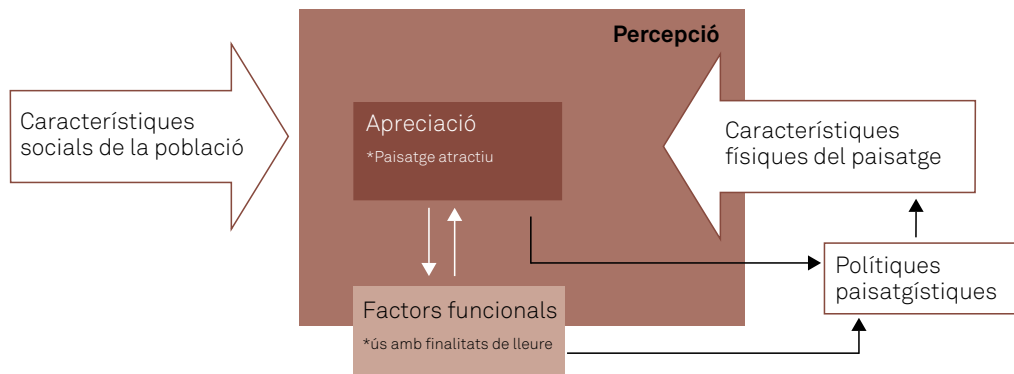 Percepció
Característiques
socials de la població
Apreciació
*Paisatge atractiu
Característiques
físiques del paisatge
Polítiques
paisatgístiques
Factors funcionals
*ús amb finalitats de lleure